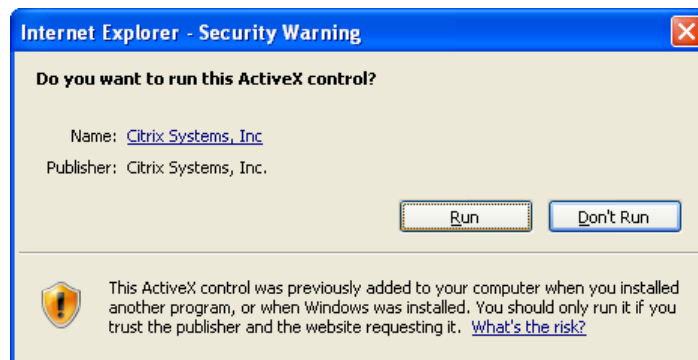 Internet Explorer - Security Warning
Do you want to run this ActiveX control?
Name: Citrix Systems, Inc
Publisher: Citrix Systems, Inc.
Run Don't Run
This ActiveX control was previously added to your computer when you installed
another program, or when Windows was installed. You should only run it if you
trust the publisher and the website requesting it. What's the risk?